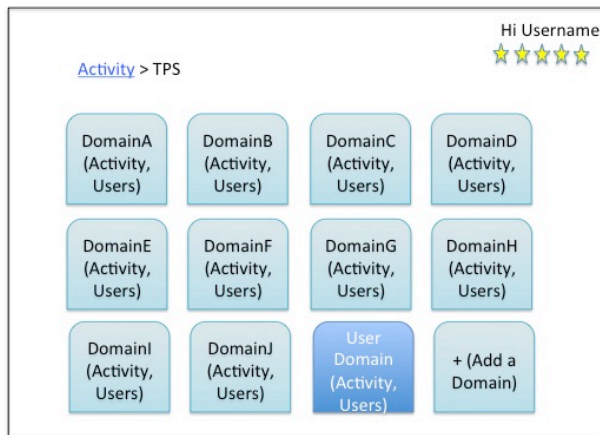 Hi Username
Activity > TPS
DomainA
(Activity,
Users)
DomainB
(Activity,
Users)
DomainC
(Activity,
Users)
DomainD
(Activity,
Users)
DomainE
(Activity,
Users)
DomainF
(Activity,
Users)
DomainG
(Activity,
Users)
DomainH
(Activity,
Users)
DomainI
(Activity,
Users)
DomainJ
(Activity,
Users)
User
Domain
(Activity,
Users)
+ (Add a
Domain)